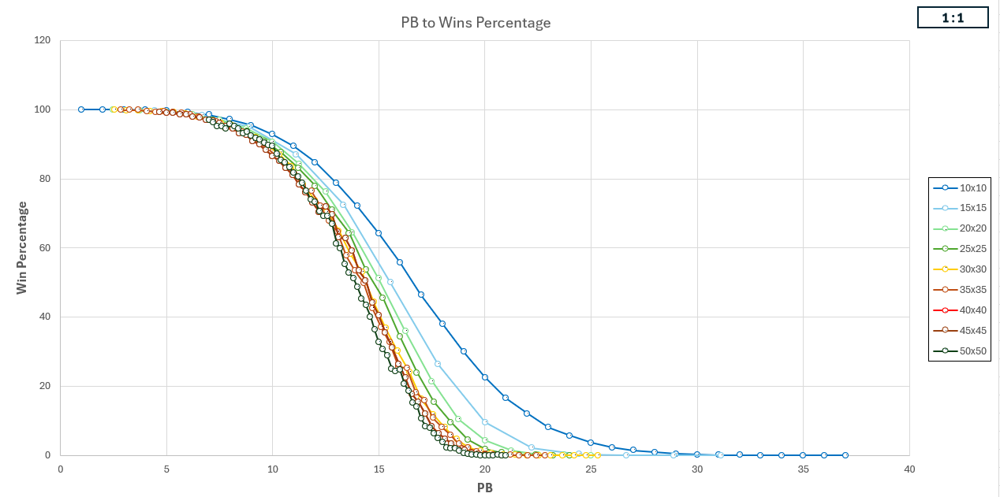 PB to Wins Percentage
1:1
120
100
80
60
40
20
0
Win Percentage
0 5 10 15 20 25 30 35 40
PB
10x10
15x15
20x20
25x25
30x30
35x35
40x40
45x45
50x50